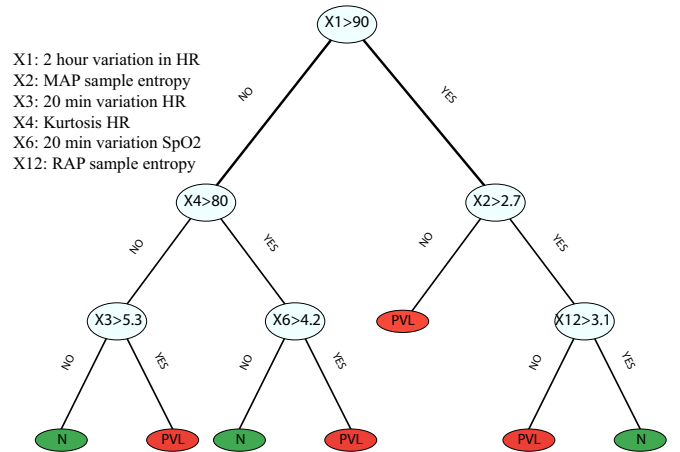 X1>90
X1: 2 hour variation in HR
X2: MAP sample entropy
X3: 20 min variation HR
X4: Kurtosis HR
X6: 20 min variation SpO2
X12: RAP sample entropy
NO
YES
X4>80
X2>2.7
NO
YES
NO
YES
X3>5.3
X6>4.2
PVL
X12>3.1
NO
YES
NO
YES
NO
YES
N
PVL
N
PVL
PVL
N